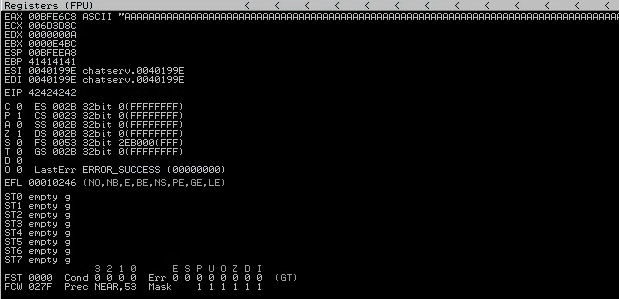 Registers (FPU) < < < < < < < < < < < <
EAX 00BFE6C8 ASCII "AAAAAAAAAAAAAAAAAAAAAAAAAAAAAAAAAAAAAAAAAAAAAAAAAAAAAAAAAAAAAAAAAAAAAAAAAAAAAAA
ECX 006D3D8C
EDX 0000000A
EBX 0000E4BC
ESP 00BFEEA8
EBP 41414141
ESI 0040199E chatserv.0040199E
EDI 0040199E chatserv.0040199E
EIP 42424242
C 0 ES 002B 32bit 0(FFFFFFFF)
P 1 CS 0023 32bit 0(FFFFFFFF)
A 0 SS 002B 32bit 0(FFFFFFFF)
Z 1 DS 002B 32bit 0(FFFFFFFF)
S 0 FS 0053 32bit 2EB000(FFF)
T 0 GS 002B 32bit 0(FFFFFFFF)
D 0
O 0 LastErr ERROR_SUCCESS (00000000)
EFL 00010246 (NO,NB,E,BE,NS,PE,GE,LE)
ST0 empty g
ST1 empty g
ST2 empty g
ST3 empty g
ST4 empty g
ST5 empty g
ST6 empty g
ST7 empty g
3 2 1 0 E S P U O Z D I
FST 0000 Cond 0 0 0 0 Err 0 0 0 0 0 0 0 0 (GT)
FCW 027F Prec NEAR,53 Mask 1 1 1 1 1 1